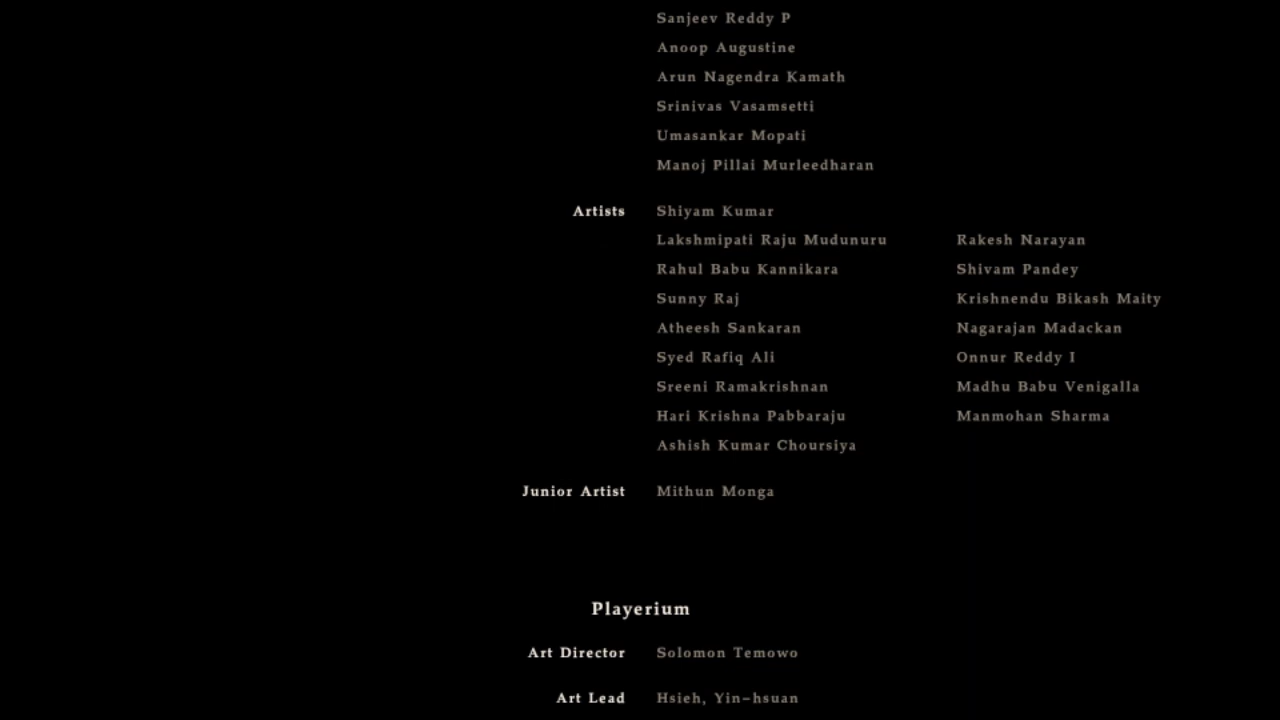 Sanjeev Reddy P
Anoop Augustine
Arun Nagendra Kamath
Srinivas Vasamsetti
Umasankar Mopati
Manoj Pillai Murleedharan
Artists Shiyam Kumar
Lakshmipati Raju Mudunuru Rakesh Narayan
Rahul Babu Kannikara Shivam Pandey
Sunny Raj Krishnendu Bikash Maity
Atheesh Sankaran Nagarajan Madackan
Syed Rafiq Ali Onnur Reddy I
Sreeni Ramakrishnan Madhu Babu Venigalla
Hari Krishna Pabbaraju Manmohan Sharma
Ashish Kumar Choursiya
Junior Artist Mithun Monga
Playerium
Art Director Solomon Temowo
Art Lead Hsieh, Yin-hsuan